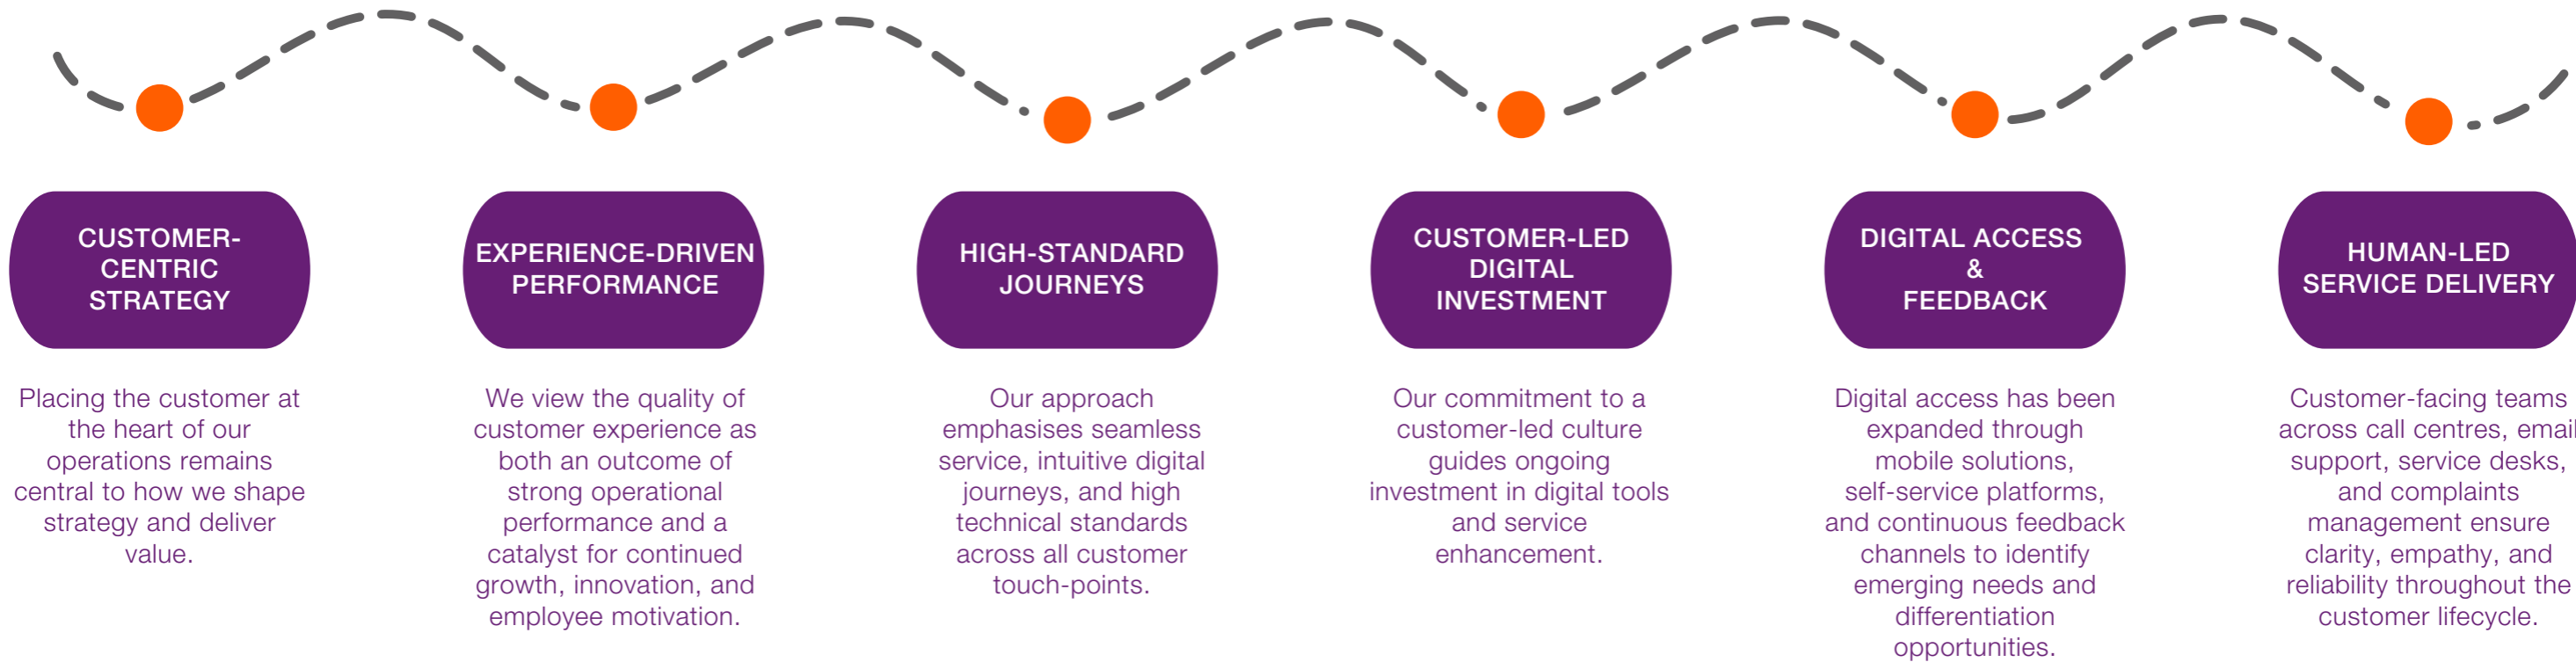 CUSTOMER-
CENTRIC
STRATEGY
Placing the customer at
the heart of our
operations remains
central to how we shape
strategy and deliver
value.
EXPERIENCE-DRIVEN
PERFORMANCE
We view the quality of
customer experience as
both an outcome of
strong operational
performance and a
catalyst for continued
growth, innovation, and
employee motivation.
HIGH-STANDARD
JOURNEYS
Our approach
emphasises seamless
service, intuitive digital
journeys, and high
technical standards
across all customer
touch-points.
CUSTOMER-LED
DIGITAL
INVESTMENT
Our commitment to a
customer-led culture
guides ongoing
investment in digital tools
and service
enhancement.
DIGITAL ACCESS
&
FEEDBACK
Digital access has been
expanded through
mobile solutions,
self-service platforms,
and continuous feedback
channels to identify
emerging needs and
differentiation
opportunities.
HUMAN-LED
SERVICE DELIVERY
Customer-facing teams
across call centres, email
support, service desks,
and complaints
management ensure
clarity, empathy, and
reliability throughout the
customer lifecycle.